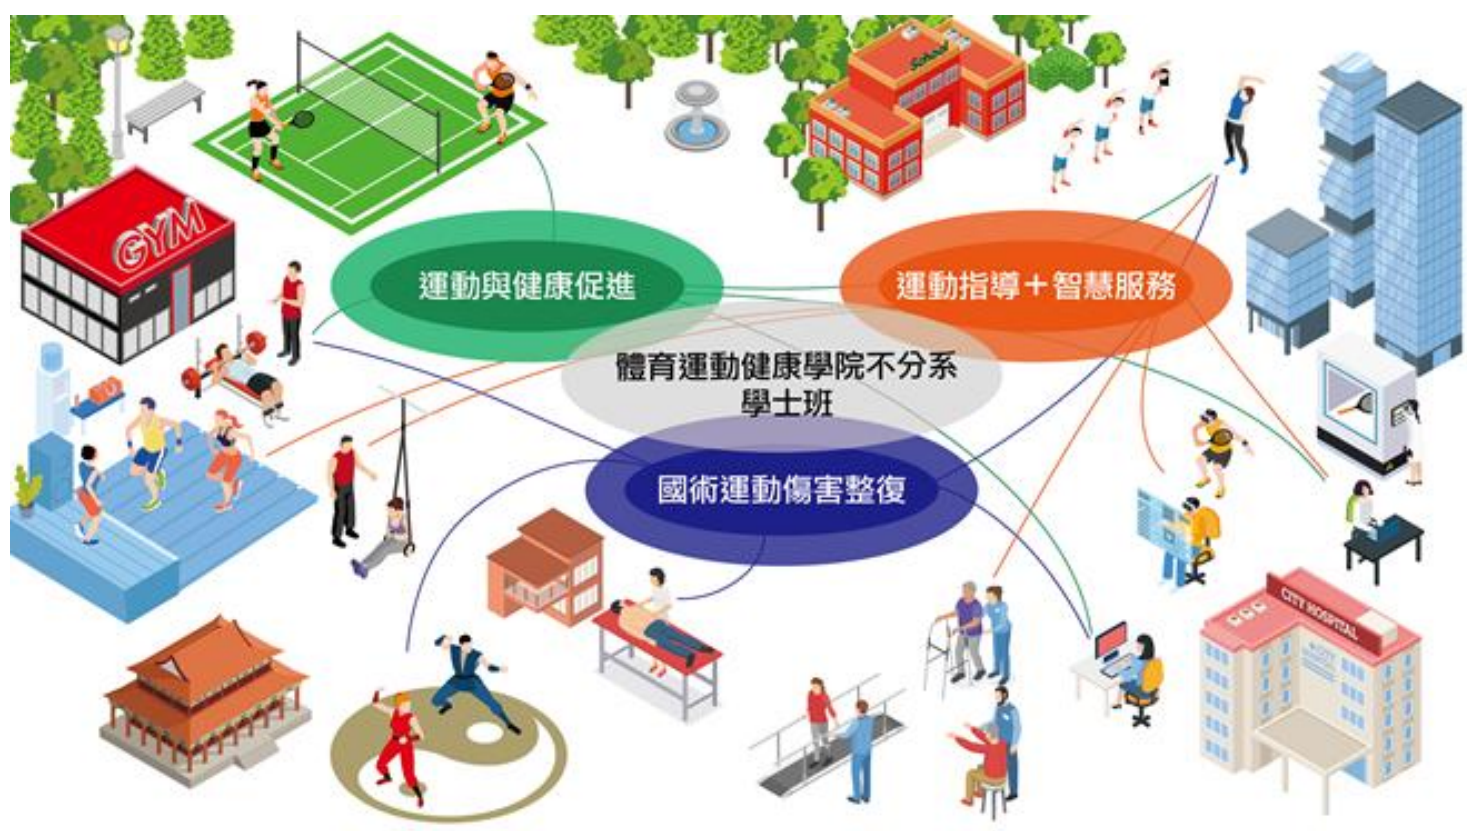 School
GYM
運動與健康促進
運動指導＋智慧服務
體育運動健康學院不分系
學士班
國術運動傷害整復
CITY HOSPITAL